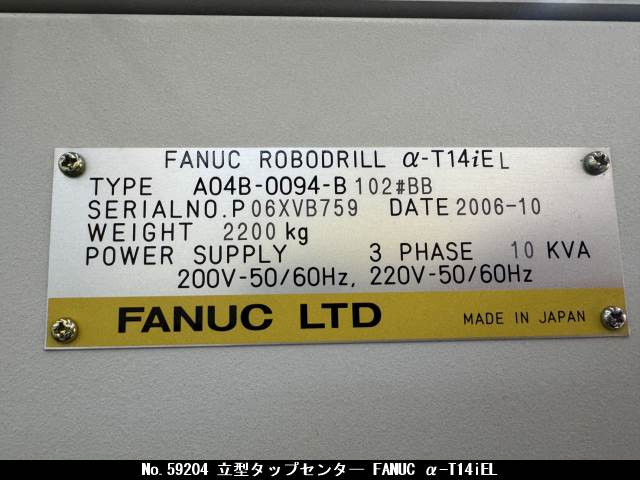 FANUC ROBODRILL α-T14iEL
TYPE A04B-0094-B102#BB
SERIALNO.P06XVB759 DATE 2006-10
WEIGHT 2200 kg
POWER SUPPLY 3 PHASE 10 KVA
200V-50/60Hz, 220V-50/60Hz
FANUC LTD MADE IN JAPAN
No.59204 立型タップセンター FANUC α-T14iEL